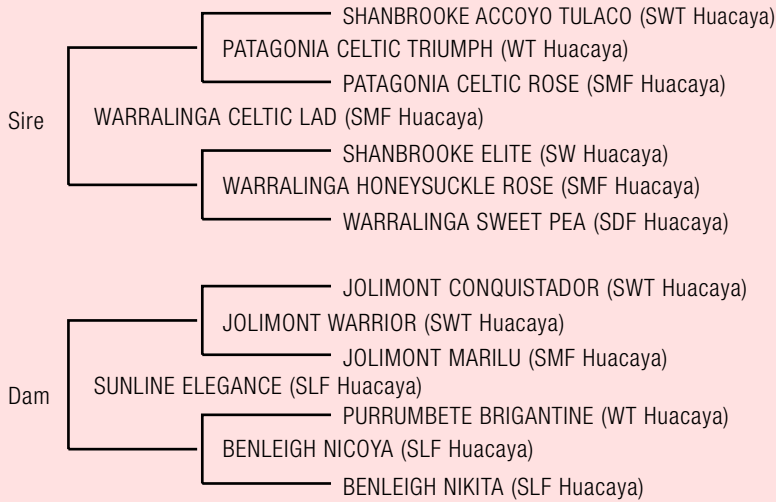 SHANBROOKE ACCOYO TULACO (SWT Huacaya)
PATAGONIA CELTIC TRIUMPH (WT Huacaya)
PATAGONIA CELTIC ROSE (SMF Huacaya)
Sire
WARRALINGA CELTIC LAD (SMF Huacaya)
SHANBROOKE ELITE (SW Huacaya)
WARRALINGA HONEYSUCKLE ROSE (SMF Huacaya)
WARRALINGA SWEET PEA (SDF Huacaya)
JOLIMONT CONQUISTADOR (SWT Huacaya)
JOLIMONT WARRIOR (SWT Huacaya)
JOLIMONT MARILU (SMF Huacaya)
Dam
SUNLINE ELEGANCE (SLF Huacaya)
PURRUMBETE BRIGANTINE (WT Huacaya)
BENLEIGH NICOYA (SLF Huacaya)
BENLEIGH NIKITA (SLF Huacaya)